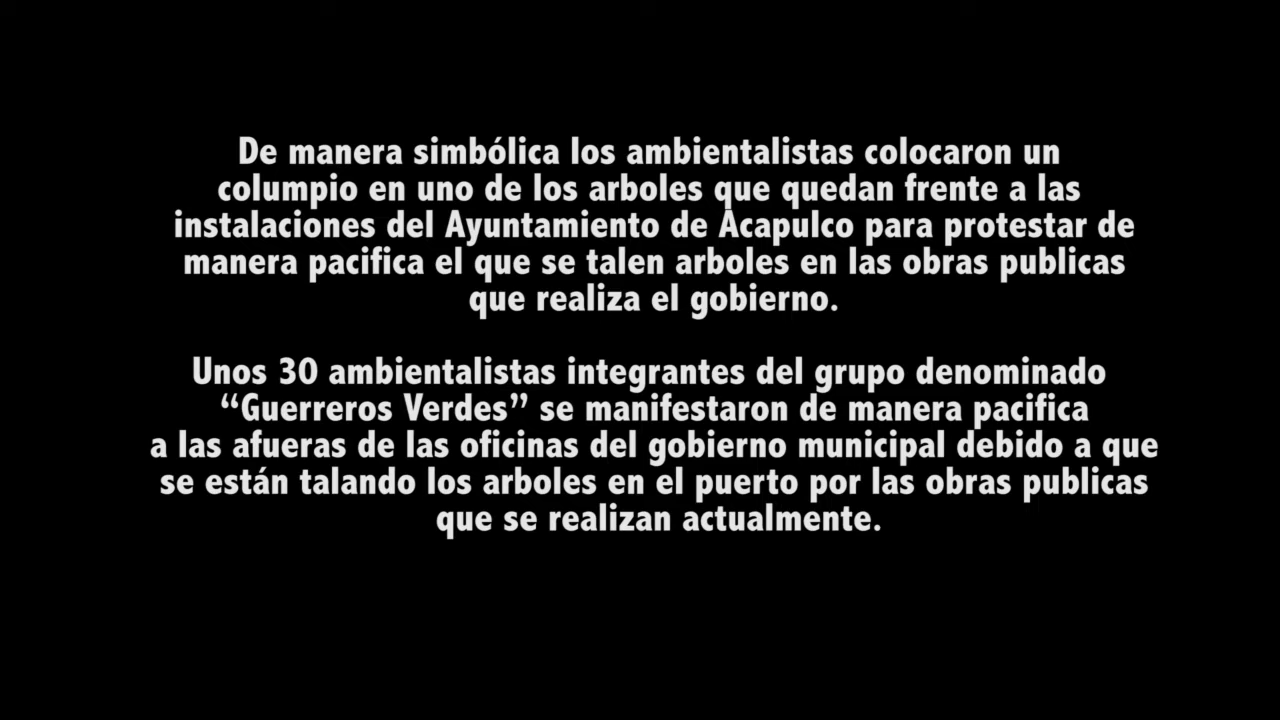 De manera simbólica los ambientalistas colocaron un
columpio en uno de los arboles que quedan frente a las
instalaciones del Ayuntamiento de Acapulco para protestar de
manera pacifica el que se talen arboles en las obras publicas
que realiza el gobierno.
Unos 30 ambientalistas integrantes del grupo denominado
“Guerreros Verdes” se manifestaron de manera pacifica
a las afueras de las oficinas del gobierno municipal debido a que
se están talando los arboles en el puerto por las obras publicas
que se realizan actualmente.